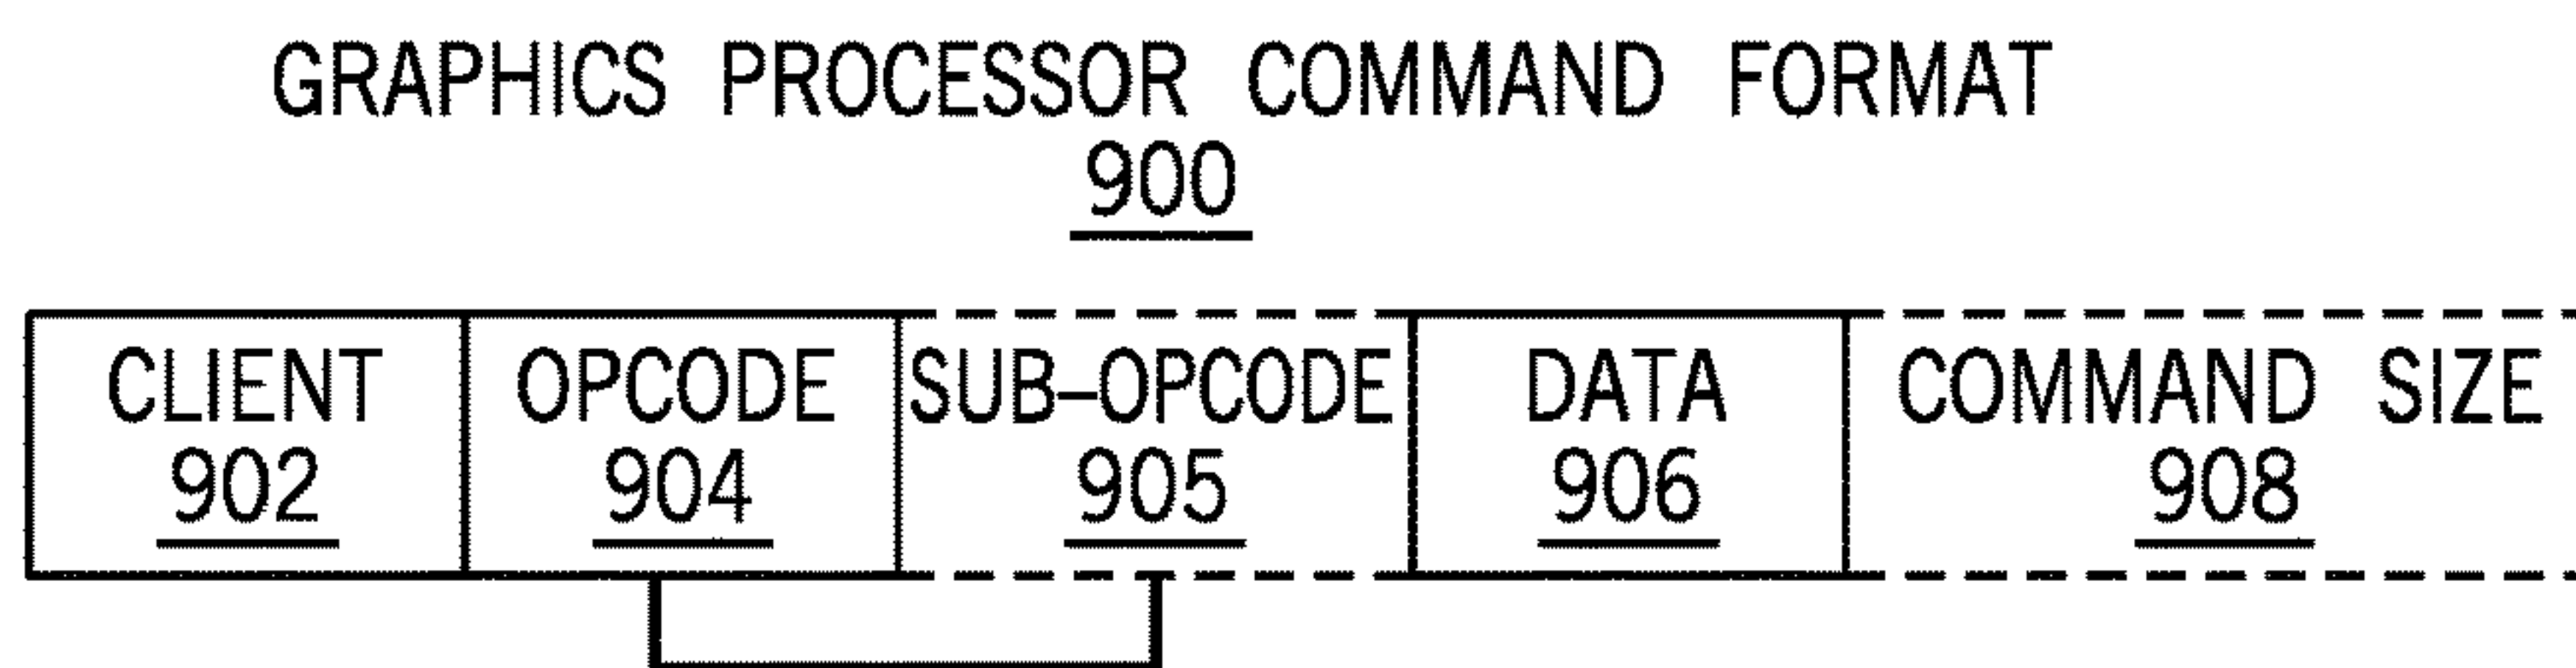 GRAPHICS PROCESSOR COMMAND FORMAT
900
CLIENT OPCODE SUB-OPCODE DATA COMMAND SIZE
902 904 905 906 908